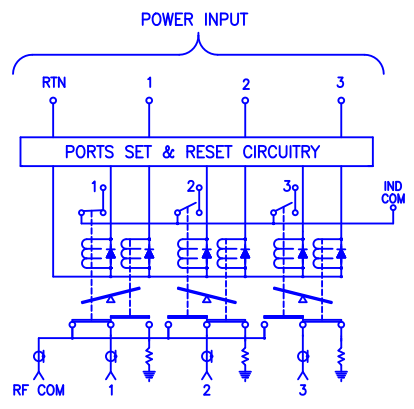 POWER INPUT
RTN 1 2 3
PORTS SET & RESET CIRCUITRY
1 2 3 IND
COM
RF COM 1 2 3